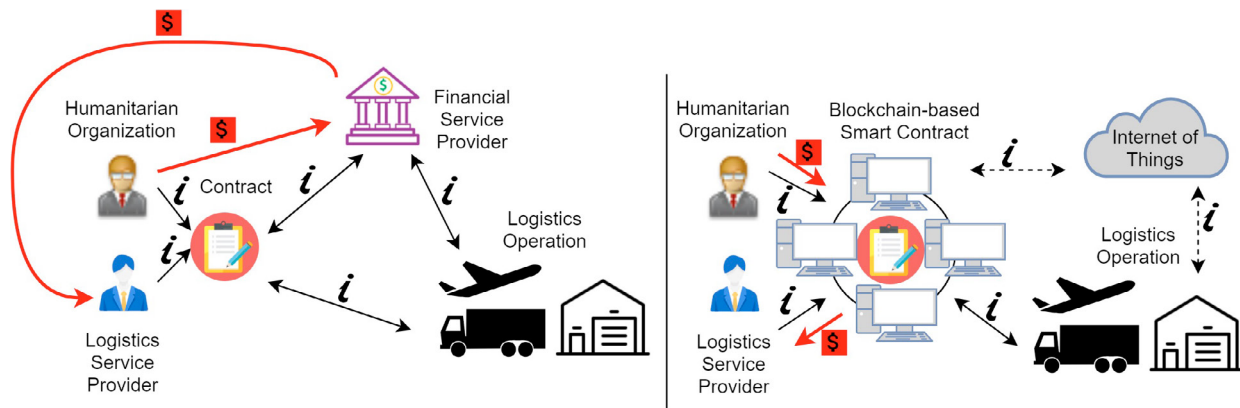 $
Humanitarian
Organization
$
$
Financial
Service
Provider
i
Contract
i
i
i
Logistics
Operation
i
Logistics
Service
Provider
Humanitarian
Organization
Blockchain-based
Smart Contract
$
i
i
Internet of
Things
i
Logistics
Operation
i
$
i
Logistics
Service
Provider